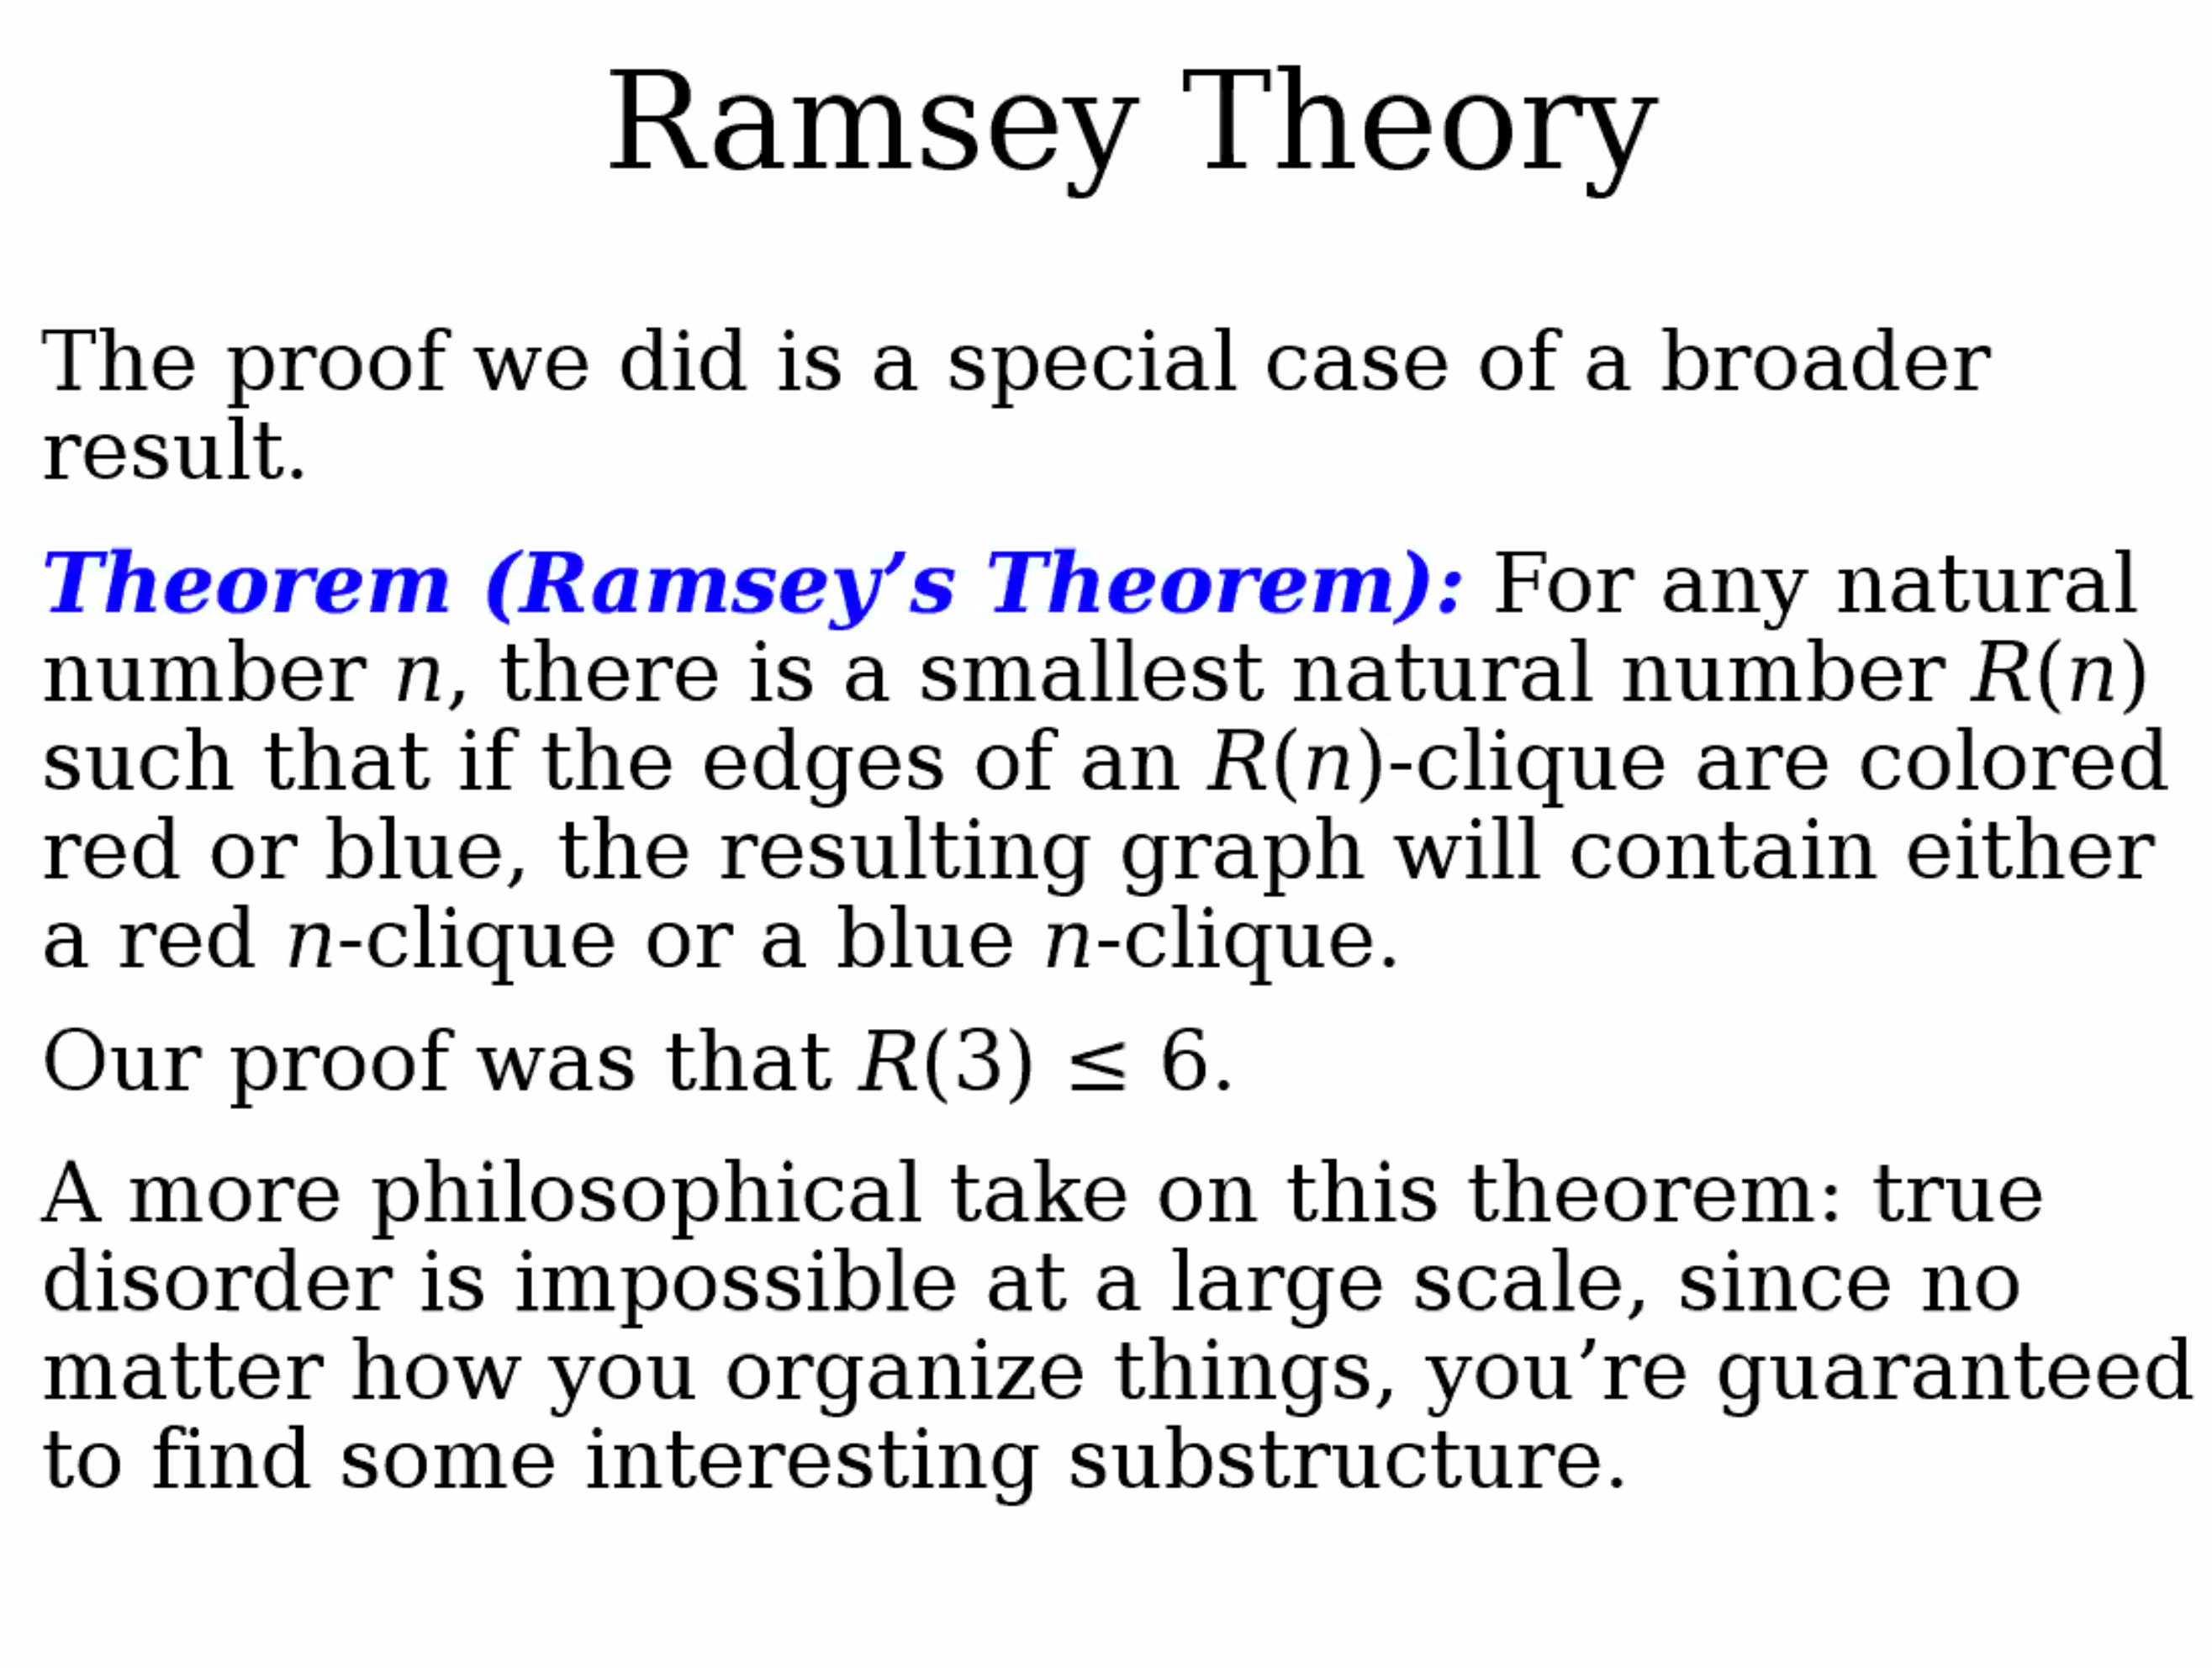 Ramsey Theory
The proof we did is a special case of a broader
result.
Theorem (Ramsey’s Theorem): For any natural
number n, there is a smallest natural number R(n)
such that if the edges of an R(n)-clique are colored
red or blue, the resulting graph will contain either
a red n-clique or a blue n-clique.
Our proof was that R(3) ≤ 6.
A more philosophical take on this theorem: true
disorder is impossible at a large scale, since no
matter how you organize things, you’re guaranteed
to find some interesting substructure.